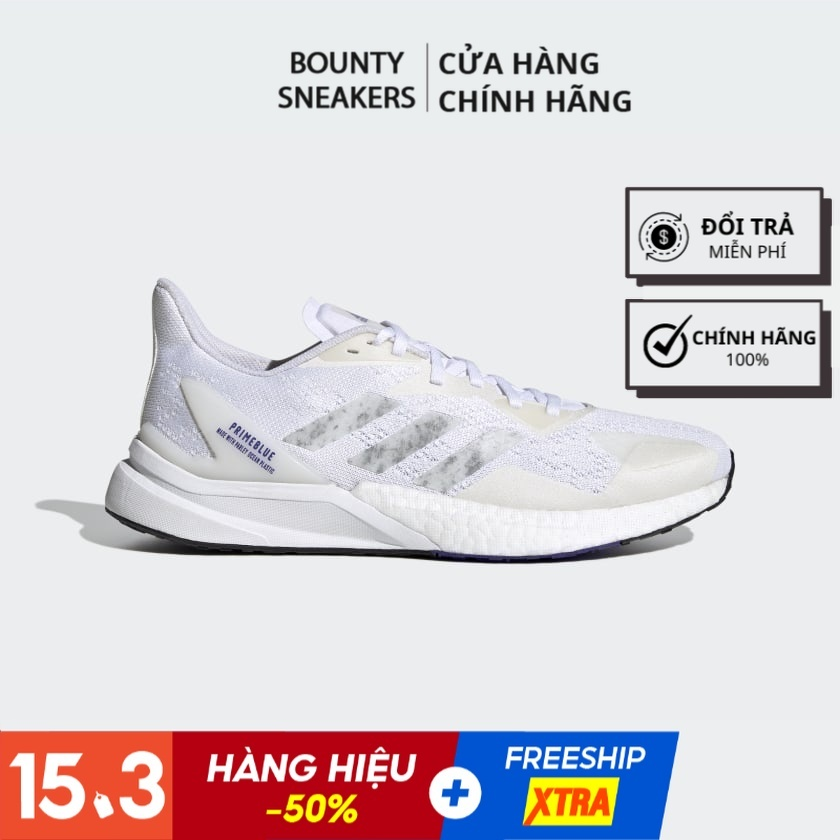 BOUNTY
SNEAKERS
CỬA HÀNG
CHÍNH HÃNG
ĐỔI TRẢ
MIỄN PHÍ
CHÍNH HÃNG
100%
PRIMEBLUE
MADE WITH PARLEY OCEAN PLASTIC
15.3
HÀNG HIỆU
-50%
+
FREESHIP
XTRA